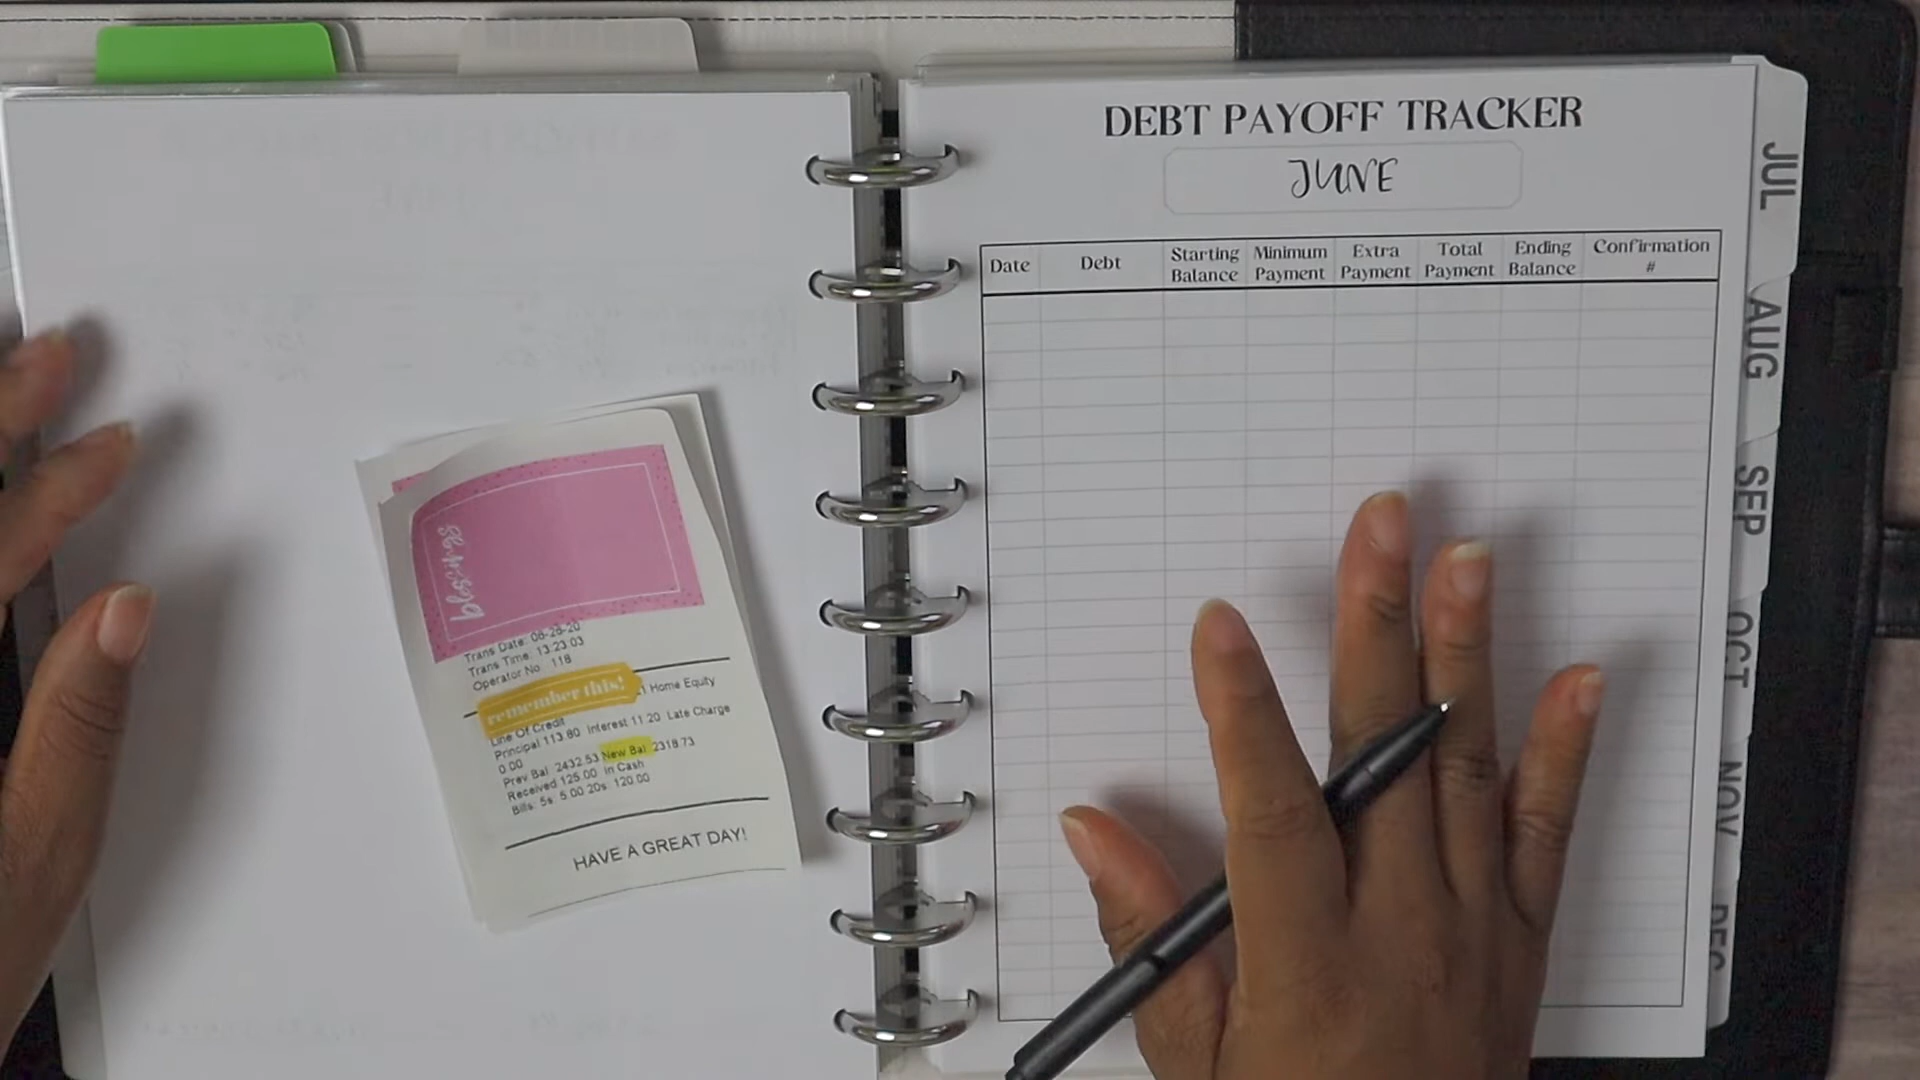 blessings
Trans Date: 06-26-20
Trans Time: 13:23:03
Operator No. 118
remember this!
Home Equity
Line Of Credit
Principal 113.80 Interest 11.20 Late Charge
0.00
Prev Bal 2432.53 New Bal 2318.73
Received 125.00 in Cash
Bills: 5s: 5.00 20s: 120.00
HAVE A GREAT DAY!
DEBT PAYOFF TRACKER
JUNE
Date Debt Starting Balance Minimum Payment Extra Payment Total Payment Ending Balance Confirmation #
JUL
AUG
SEP
OCT
NOV
DEC